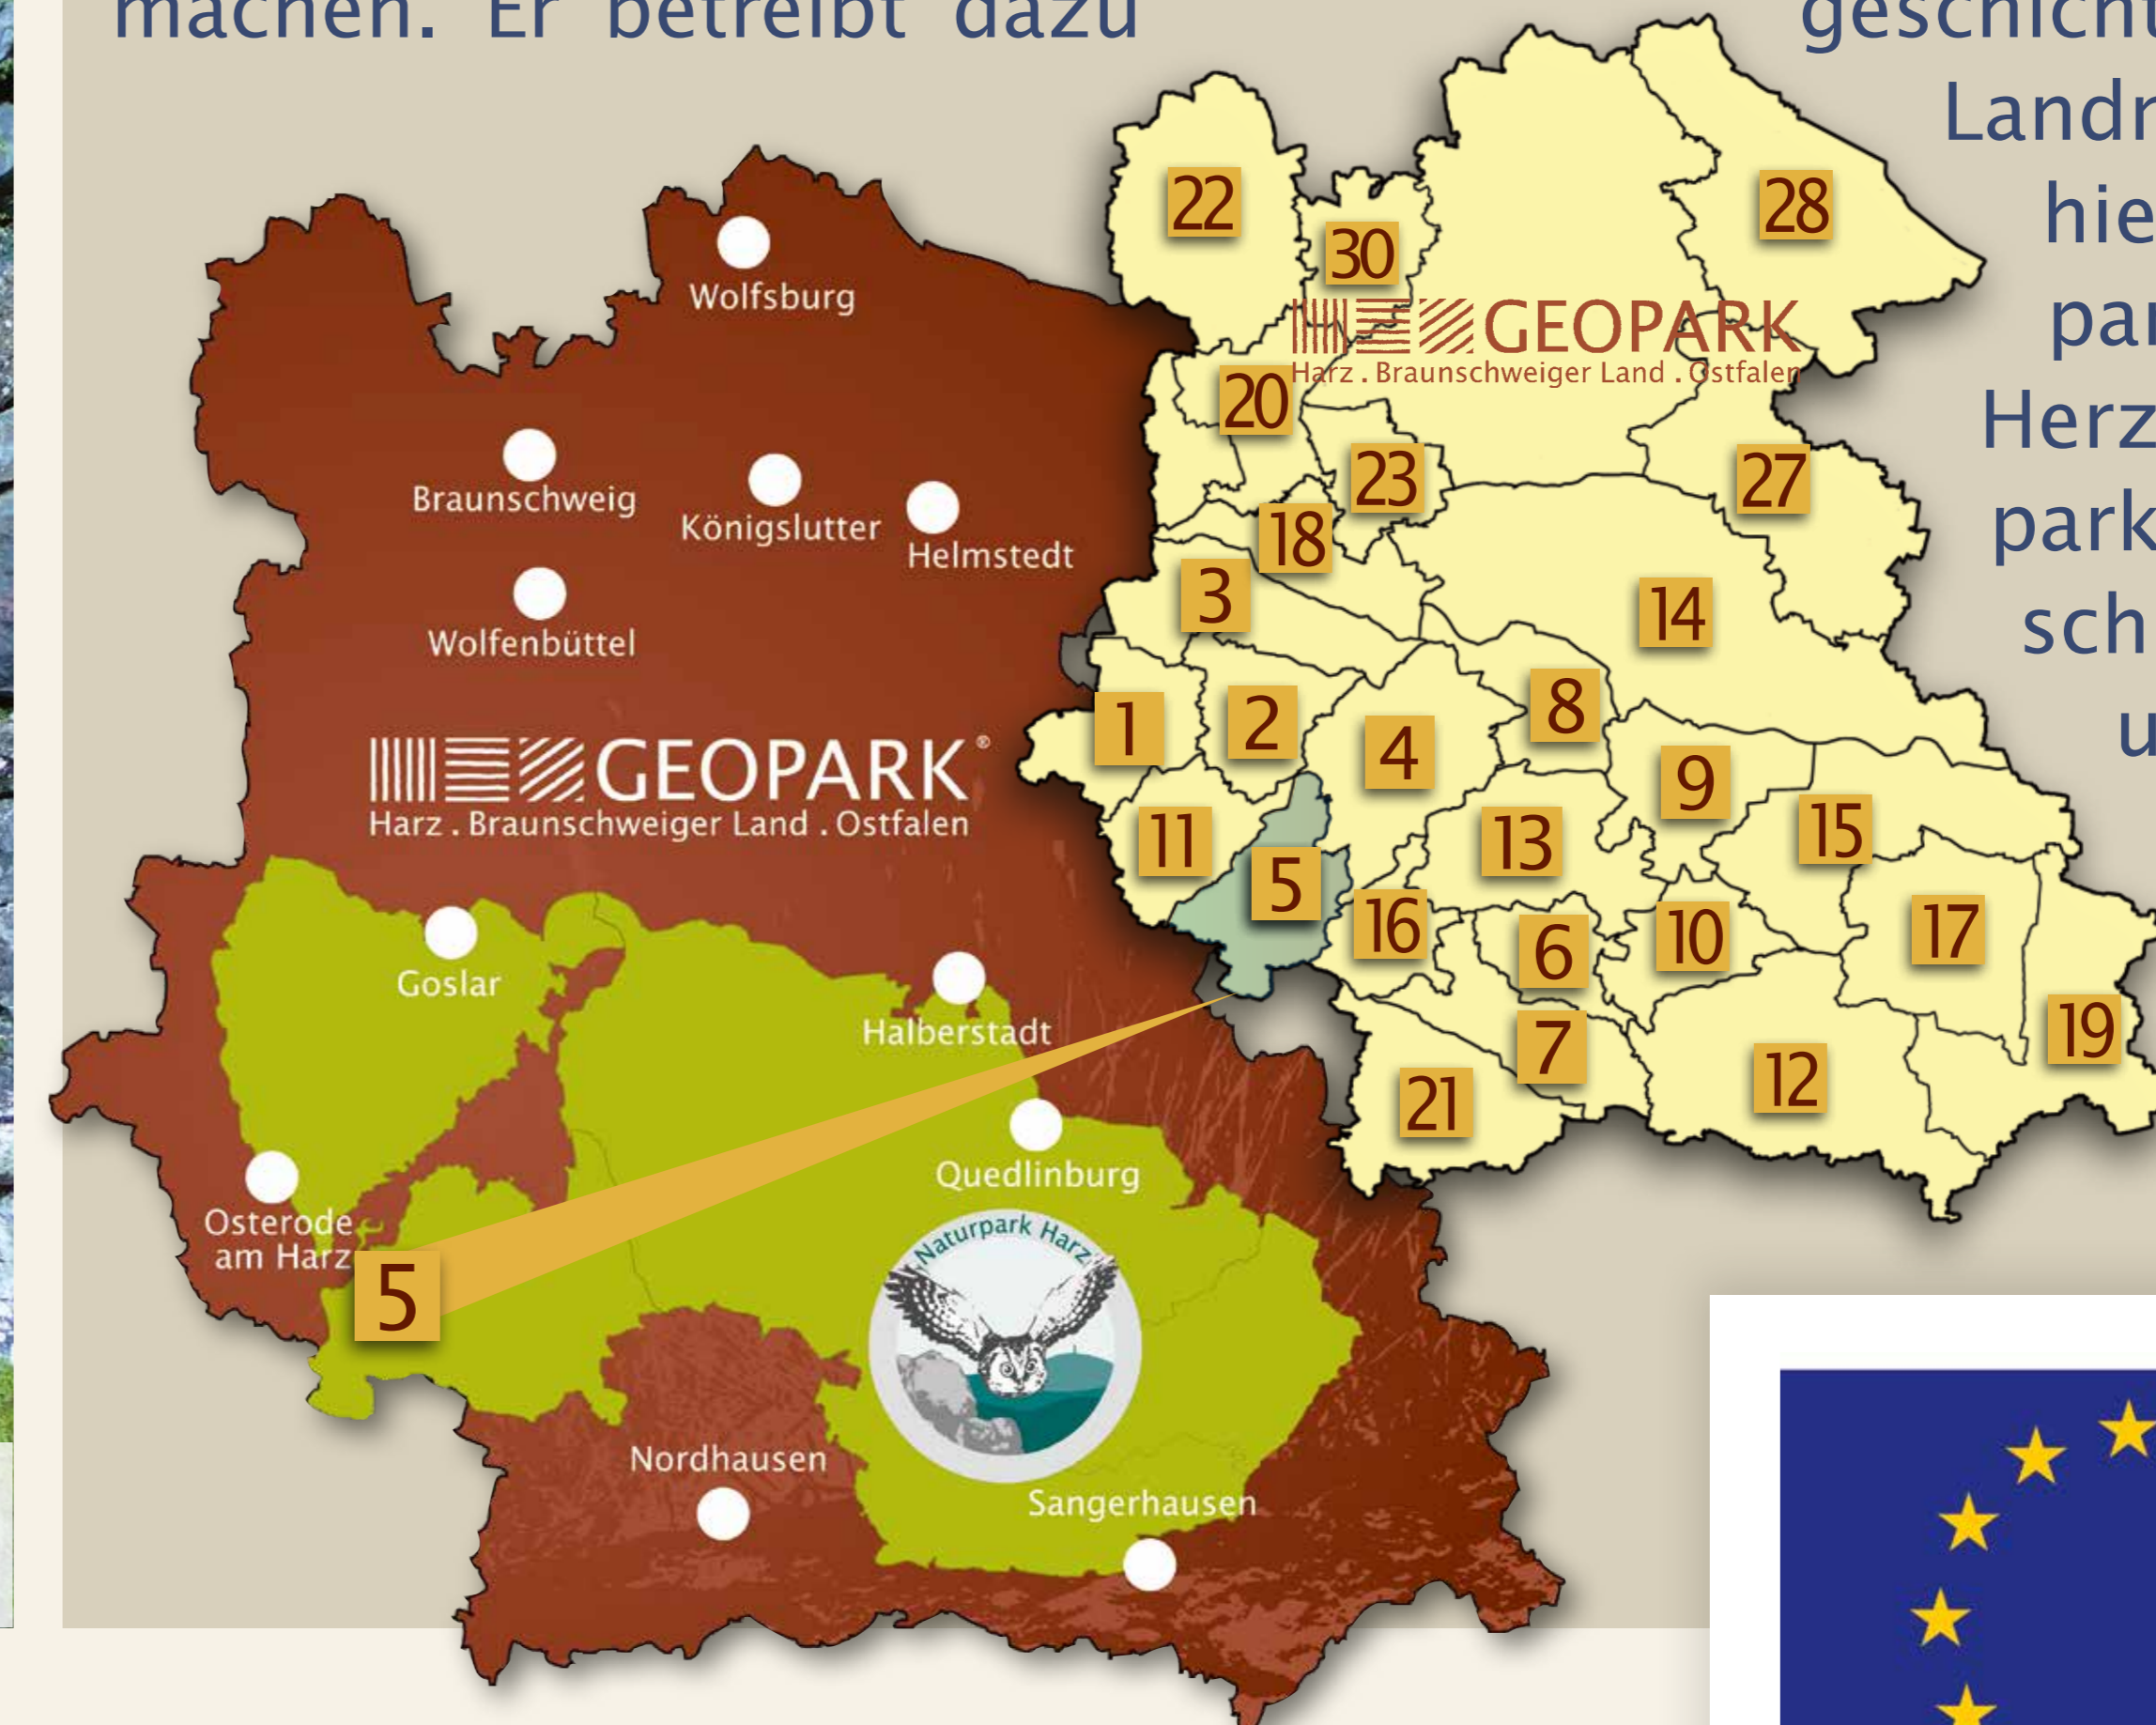 machen. Er betreibt dazu
hie
Wolfsburg
Braunschweig
Königslutter
Helmstedt
Wolfenbüttel
GEOPARK®
Harz . Braunschweiger Land . Ostfalen
Goslar
Halberstadt
Quedlinburg
Osterode
am Harz
5
Naturpark Harz
Nordhausen
Sangerhausen
22
30
28
GEOPARK
Harz . Braunschweiger Land . Ostfalen
20
23
27
18
3
14
1
2
4
8
9
11
5
13
15
16
6
10
17
7
12
19
21
Herz
park
sch
u